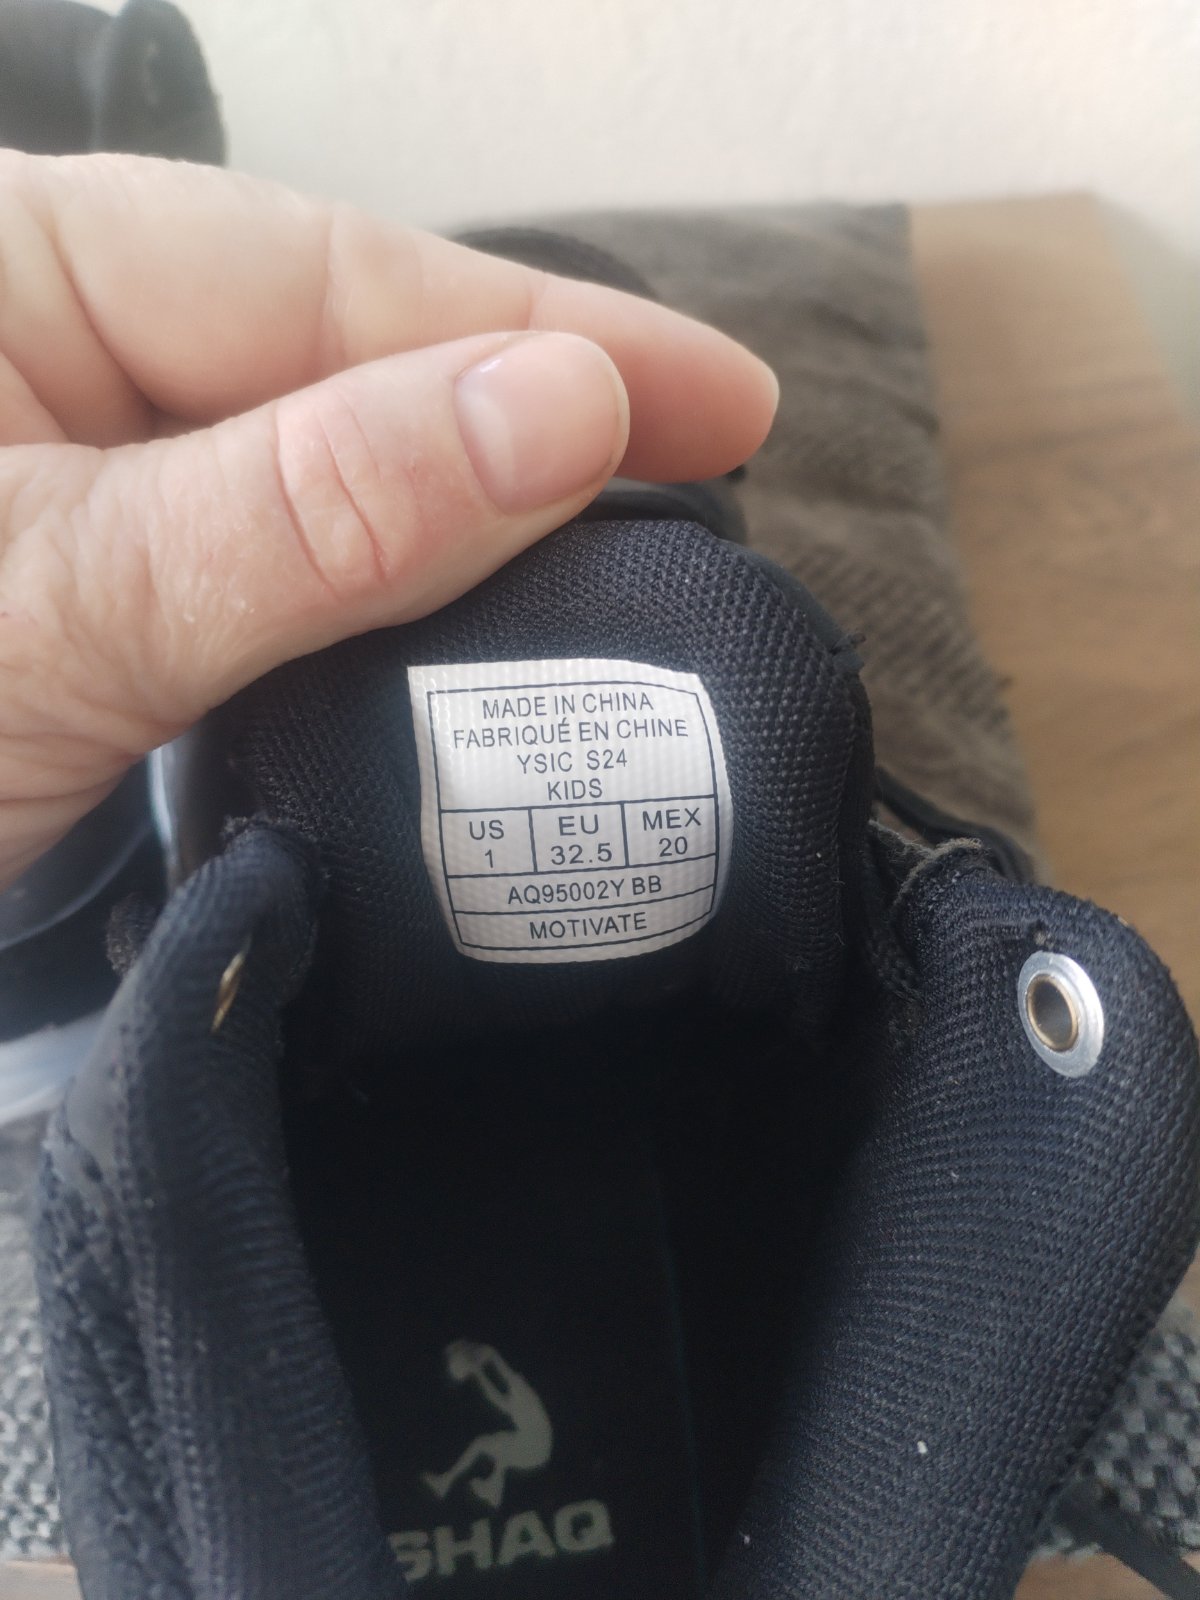 MADE IN CHINA
FABRIQUÉ EN CHINE
YSIC S24
KIDS
US EU MEX
1 32.5 20
AQ95002Y BB
MOTIVATE
SHAQ